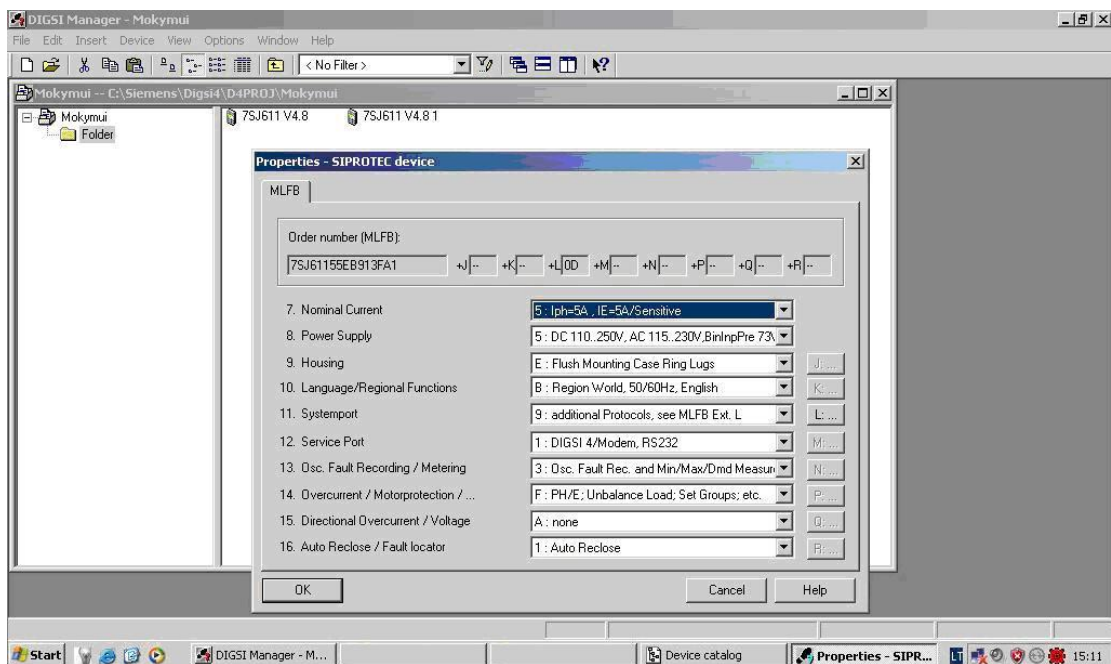 DIGSI Manager - Mokymui
File Edit Insert Device View Options Window Help
< No Filter >
Mokymui -- C:\Siemens\Digsi4\D4PROJ\Mokymui
Mokymui
Folder
7SJ611 V4.8 7SJ611 V4.8 1
Properties - SIPROTEC device
MLFB
Order number (MLFB):
7SJ61155EB913FA1 +J -- +K -- +L 0D +M -- +N -- +P -- +Q -- +R --
7. Nominal Current 5 : Iph=5A , IE=5A/Sensitive
8. Power Supply 5 : DC 110..250V, AC 115..230V,BinInpPre 73V
9. Housing E : Flush Mounting Case Ring Lugs J: ...
10. Language/Regional Functions B : Region World, 50/60Hz, English K: ...
11. Systemport 9 : additional Protocols, see MLFB Ext. L L: ...
12. Service Port 1 : DIGSI 4/Modem, RS232 M: ...
13. Osc. Fault Recording / Metering 3 : Osc. Fault Rec. and Min/Max/Dmd Measur N: ...
14. Overcurrent / Motorprotection / ... F : PH/E; Unbalance Load; Set Groups; etc. P: ...
15. Directional Overcurrent / Voltage A : none Q: ...
16. Auto Reclose / Fault locator 1 : Auto Reclose R: ...
OK Cancel Help
Start DIGSI Manager - M... Device catalog Properties - SIPR... LT 15:11